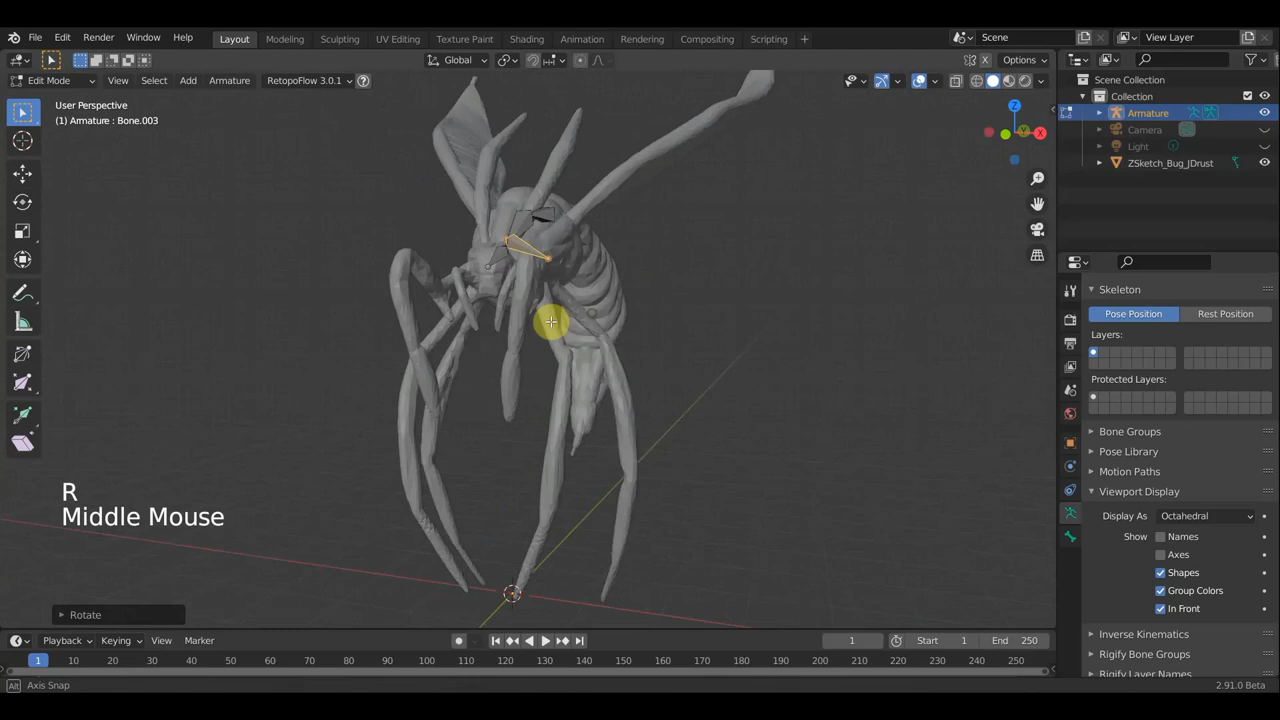 File Edit Render Window Help Layout Modeling Sculpting UV Editing Texture Paint Shading Animation Rendering Compositing Scripting + Scene View Layer
Global Options
Edit Mode View Select Add Armature RetopoFlow 3.0.1
User Perspective
(1) Armature : Bone.003
Z
X
Scene Collection
Collection
Armature
Camera
Light
ZSketch_Bug_JDrust
Skeleton
Pose Position Rest Position
Layers:
Protected Layers:
Bone Groups
Pose Library
Motion Paths
Viewport Display
Display As Octahedral
Show Names
Axes
Shapes
Group Colors
In Front
Inverse Kinematics
Rigify Bone Groups
Rigify Layer Names
R
Middle Mouse
Rotate
Playback Keying View Marker 1 Start 1 End 250
1 10 20 30 40 50 60 70 80 90 100 110 120 130 140 150 160 170 180 190 200 210 220 230 240 250
Alt Axis Snap 2.91.0 Beta